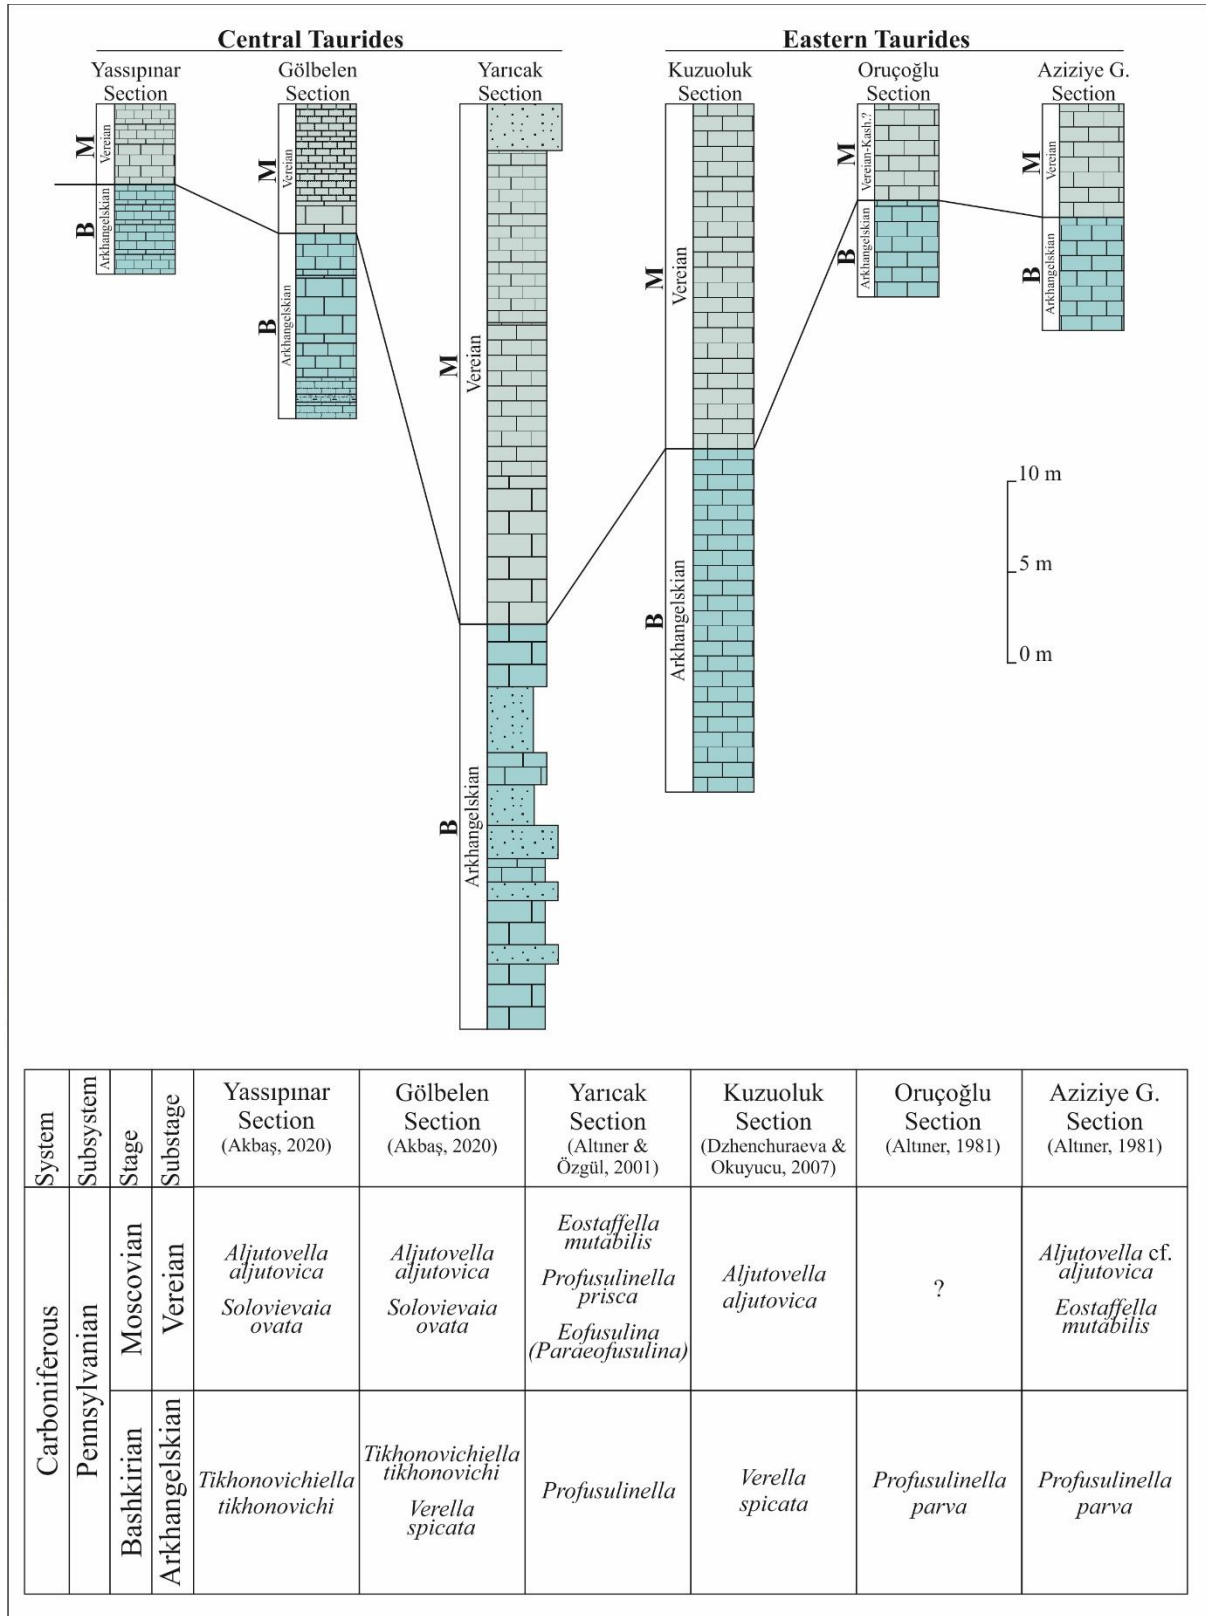 Central Taurides
Eastern Taurides
Yassıpınar
Section
Gölbelen
Section
Yarıcak
Section
Kuzuoluk
Section
Oruçoğlu
Section
Aziziye G.
Section
M
Vereian
B
Arkhangelskian
M
Vereian
B
Arkhangelskian
M
Vereian
B
Arkhangelskian
M
Vereian
B
Arkhangelskian
M
Vereian-Kash.?
B
Arkhangelskian
M
Vereian
B
Arkhangelskian
10 m
5 m
0 m
System
Subsystem
Stage
Substage
Yassıpınar
Section
(Akbaş, 2020)
Gölbelen
Section
(Akbaş, 2020)
Yarıcak
Section
(Altıner &
Özgül, 2001)
Kuzuoluk
Section
(Dzhenchuraeva &
Okuyucu, 2007)
Oruçoğlu
Section
(Altıner, 1981)
Aziziye G.
Section
(Altıner, 1981)
Carboniferous
Pennsylvanian
Moscovian
Vereian
Aljutovella
aljutovica
Solovievaia
ovata
Aljutovella
aljutovica
Solovievaia
ovata
Eostaffella
mutabilis
Profusulinella
prisca
Eofusulina
(Paraeofusulina)
Aljutovella
aljutovica
?
Aljutovella cf.
aljutovica
Eostaffella
mutabilis
Bashkirian
Arkhangelskian
Tikhonovichiella
tikhonovichi
Tikhonovichiella
tikhonovichi
Verella
spicata
Profusulinella
Verella
spicata
Profusulinella
parva
Profusulinella
parva